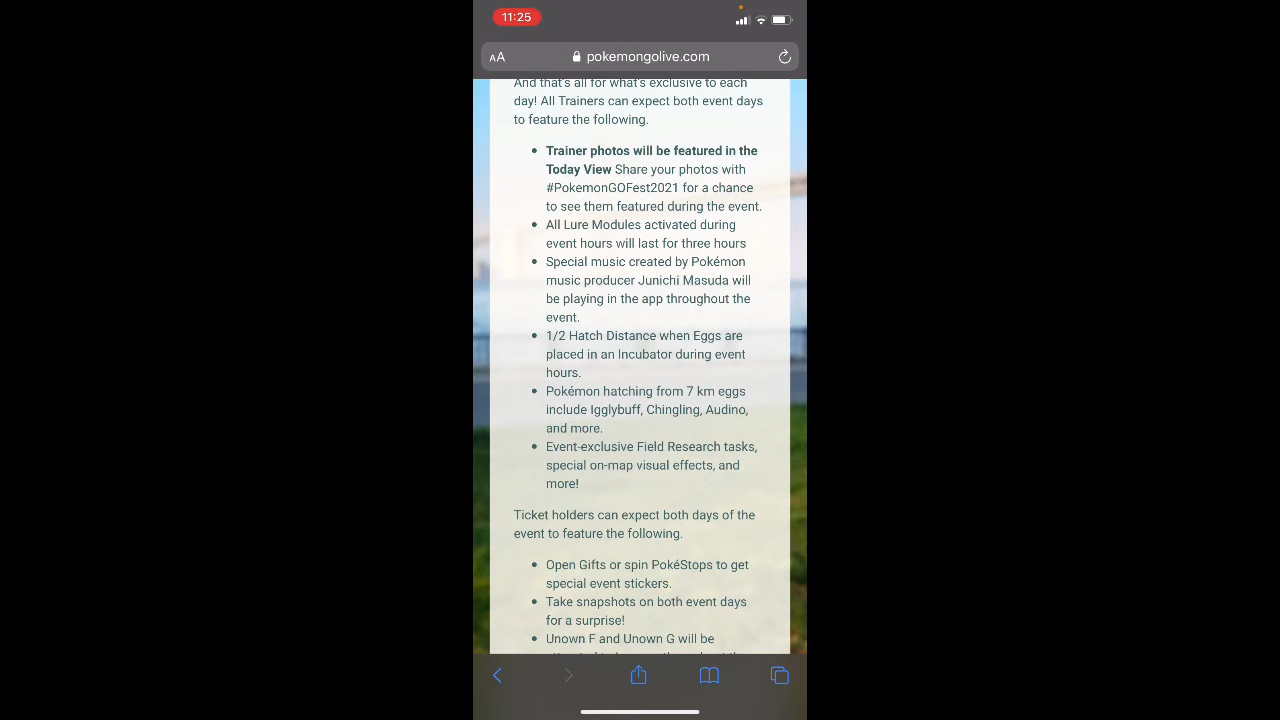 11:25
AA pokemongolive.com
And that's all for what's exclusive to each
day! All Trainers can expect both event days
to feature the following.
Trainer photos will be featured in the
Today View Share your photos with
#PokemonGOFest2021 for a chance
to see them featured during the event.
All Lure Modules activated during
event hours will last for three hours
Special music created by Pokémon
music producer Junichi Masuda will
be playing in the app throughout the
event.
1/2 Hatch Distance when Eggs are
placed in an Incubator during event
hours.
Pokémon hatching from 7 km eggs
include Igglybuff, Chingling, Audino,
and more.
Event-exclusive Field Research tasks,
special on-map visual effects, and
more!
Ticket holders can expect both days of the
event to feature the following.
Open Gifts or spin PokéStops to get
special event stickers.
Take snapshots on both event days
for a surprise!
Unown F and Unown G will be